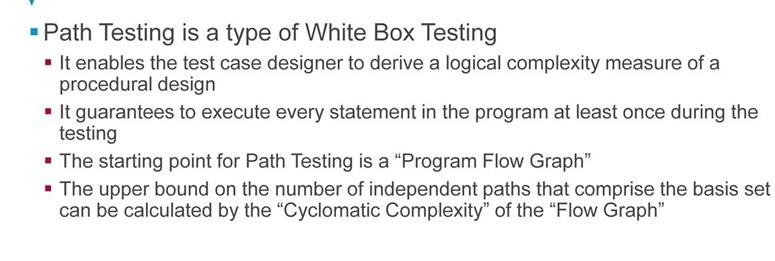 Path Testing is a type of White Box Testing
It enables the test case designer to derive a logical complexity measure of a
procedural design
It guarantees to execute every statement in the program at least once during the
testing
The starting point for Path Testing is a “Program Flow Graph”
The upper bound on the number of independent paths that comprise the basis set
can be calculated by the “Cyclomatic Complexity” of the “Flow Graph”